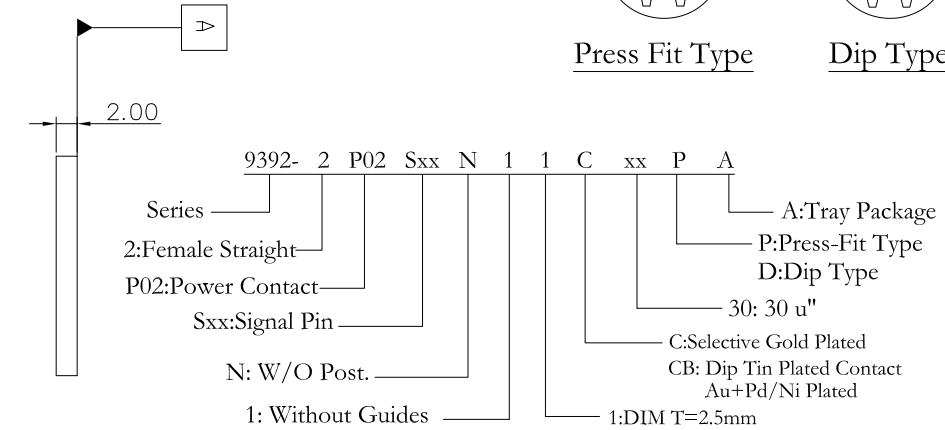 A
Press Fit Type
Dip Type
2.00
9392- 2 P02 Sxx N 1 1 C xx P A
Series
A:Tray Package
2:Female Straight
P:Press-Fit Type
D:Dip Type
P02:Power Contact
30: 30 u"
Sxx:Signal Pin
C:Selective Gold Plated
CB: Dip Tin Plated Contact
Au+Pd/Ni Plated
N: W/O Post.
1: Without Guides
1:DIM T=2.5mm